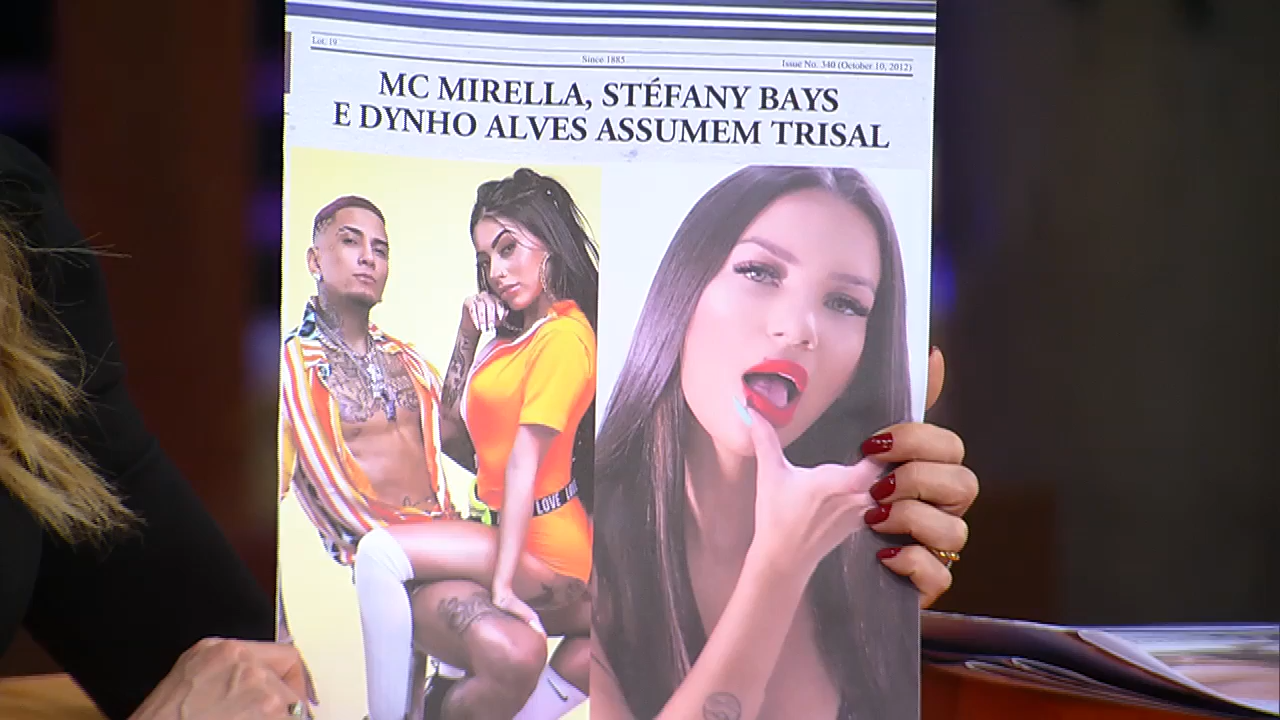 Lot. 19
Since 1885
Issue No. 340 (October 10, 2012)
MC MIRELLA, STÉFANY BAYS
E DYNHO ALVES ASSUMEM TRISAL
LOVE